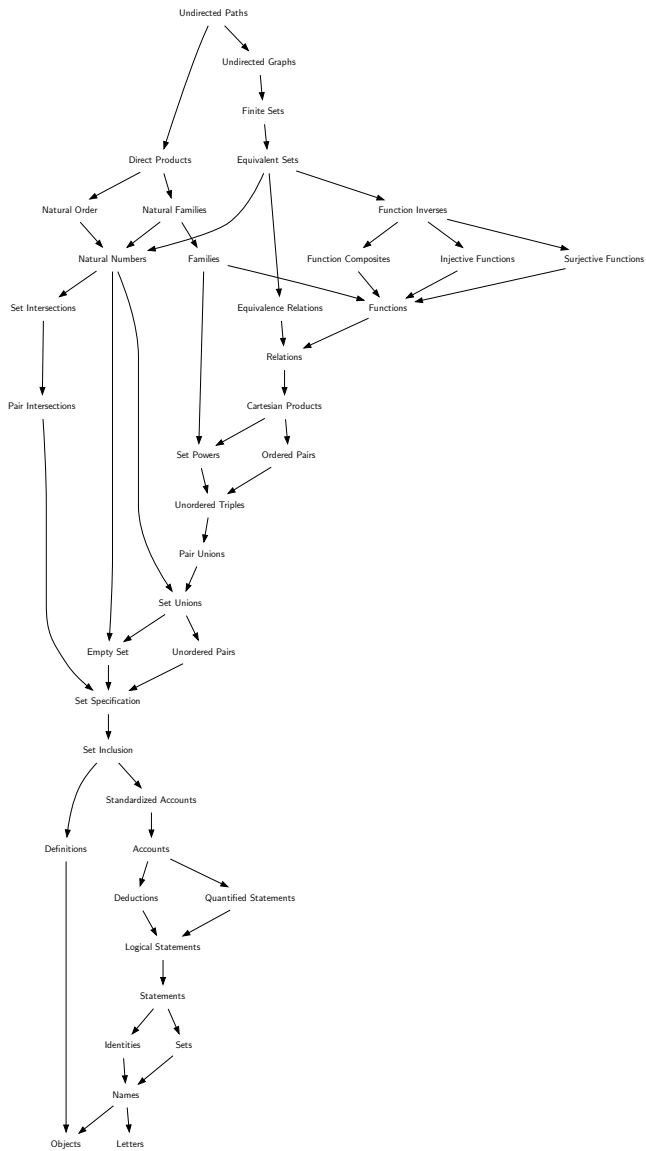 Undirected Paths
Undirected Graphs
Finite Sets
Direct Products
Equivalent Sets
Natural Order
Natural Families
Function Inverses
Natural Numbers
Families
Function Composites
Injective Functions
Surjective Functions
Set Intersections
Equivalence Relations
Functions
Relations
Pair Intersections
Cartesian Products
Set Powers
Ordered Pairs
Unordered Triples
Pair Unions
Set Unions
Empty Set
Unordered Pairs
Set Specification
Set Inclusion
Standardized Accounts
Definitions
Accounts
Deductions
Quantified Statements
Logical Statements
Statements
Identities
Sets
Names
Objects
Letters